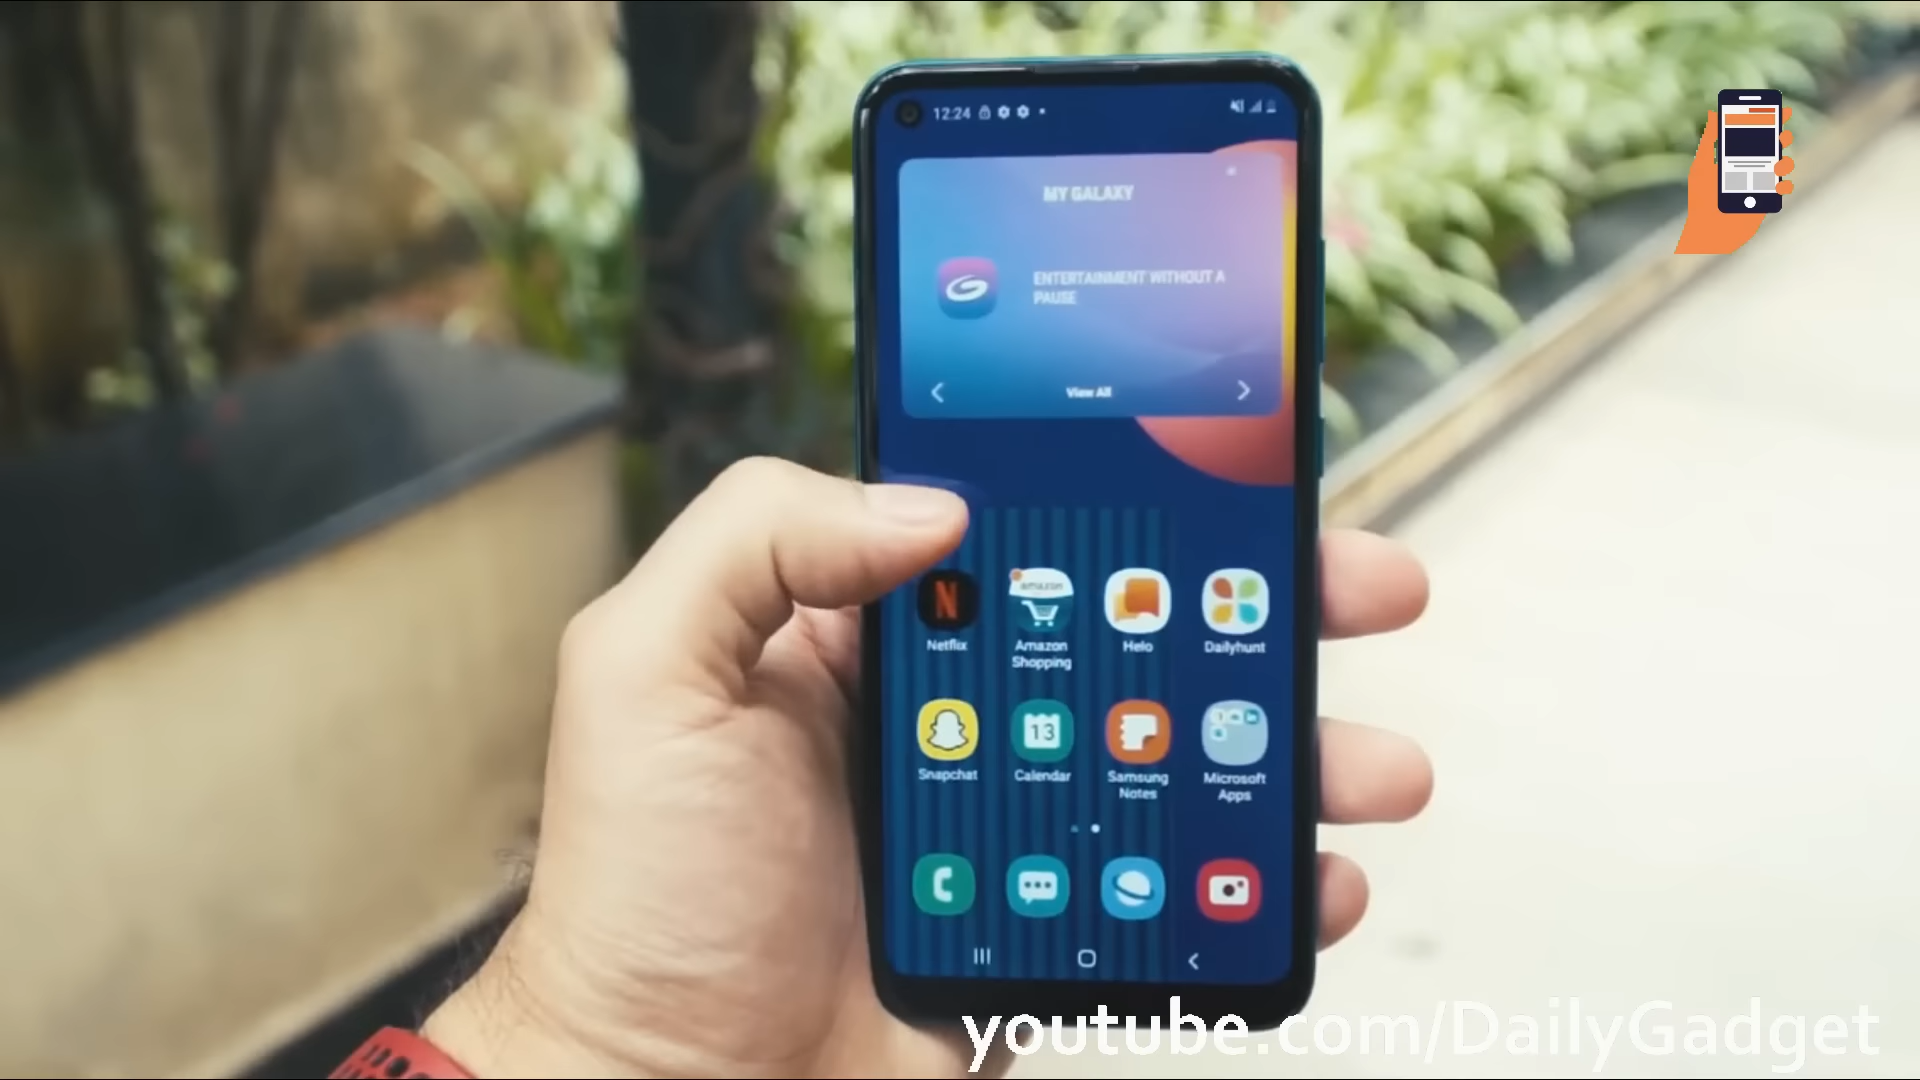 12:24
MY GALAXY
ENTERTAINMENT WITHOUT A
PAUSE
View All
Netflix
amazon
Amazon
Shopping
Helo
Dailyhunt
Snapchat
13
Calendar
Samsung
Notes
Microsoft
Apps
youtube.com/DailyGadget